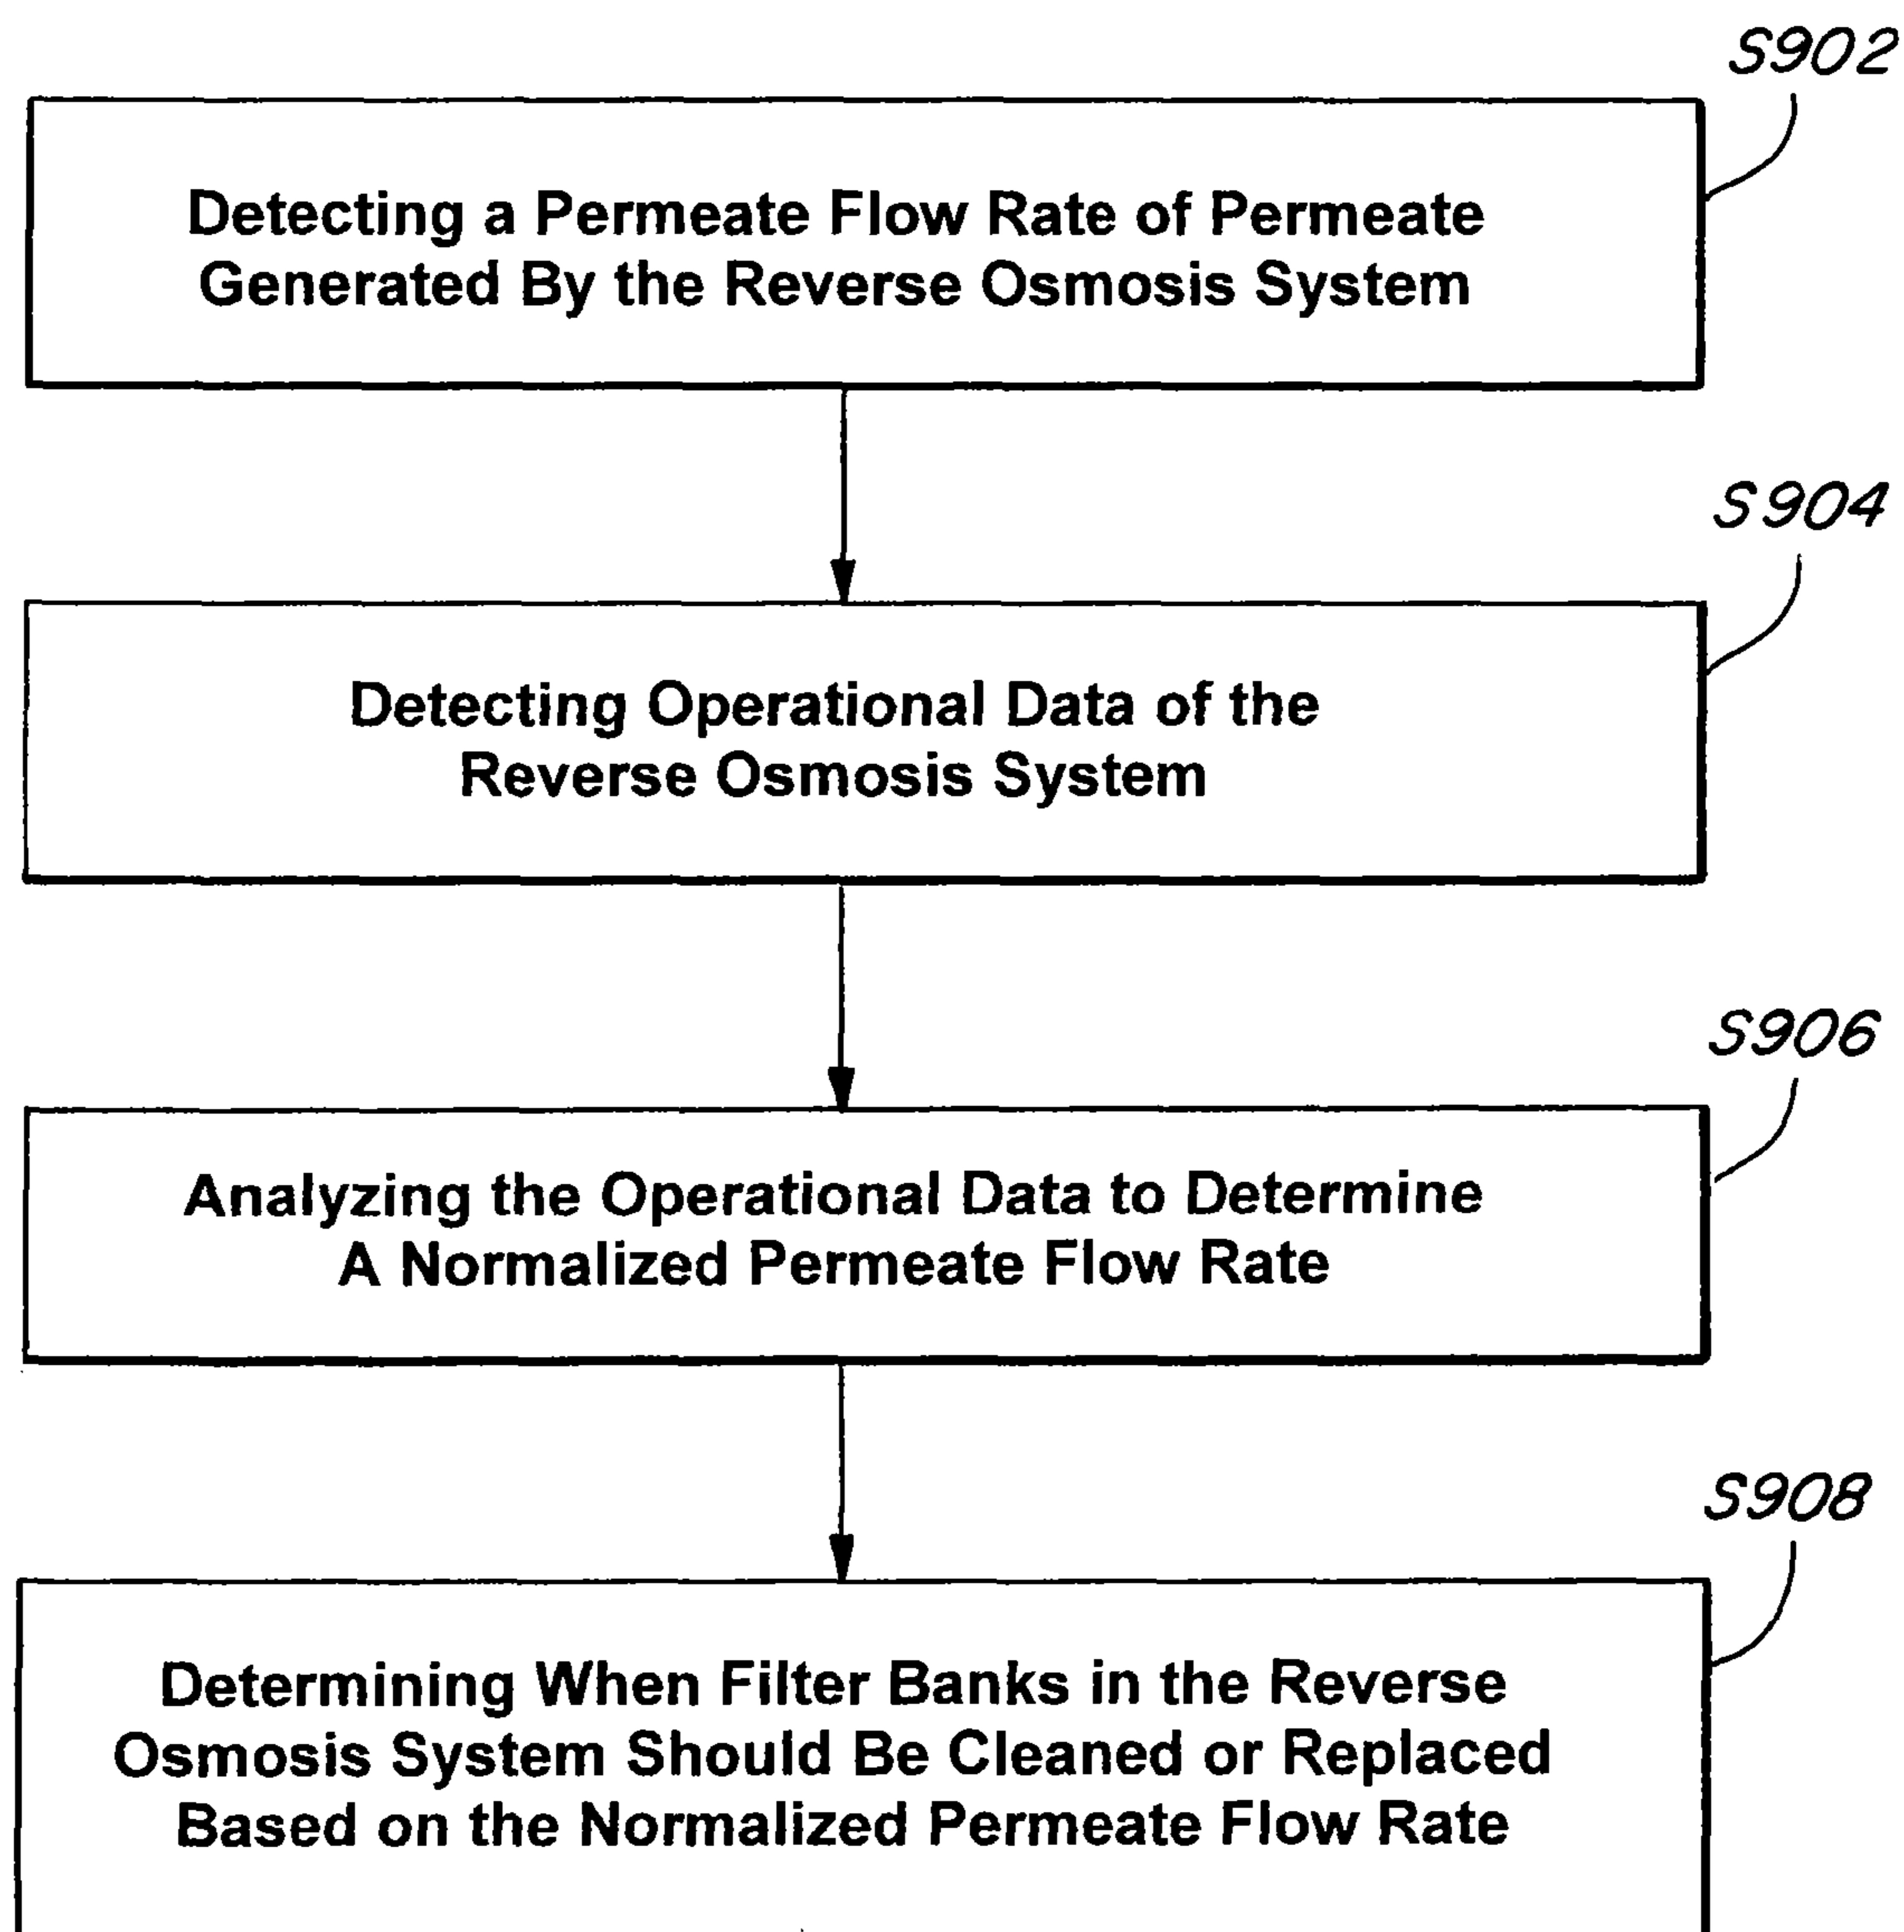 S902
Detecting a Permeate Flow Rate of Permeate
Generated By the Reverse Osmosis System
S904
Detecting Operational Data of the
Reverse Osmosis System
S906
Analyzing the Operational Data to Determine
A Normalized Permeate Flow Rate
S908
Determining When Filter Banks in the Reverse
Osmosis System Should Be Cleaned or Replaced
Based on the Normalized Permeate Flow Rate